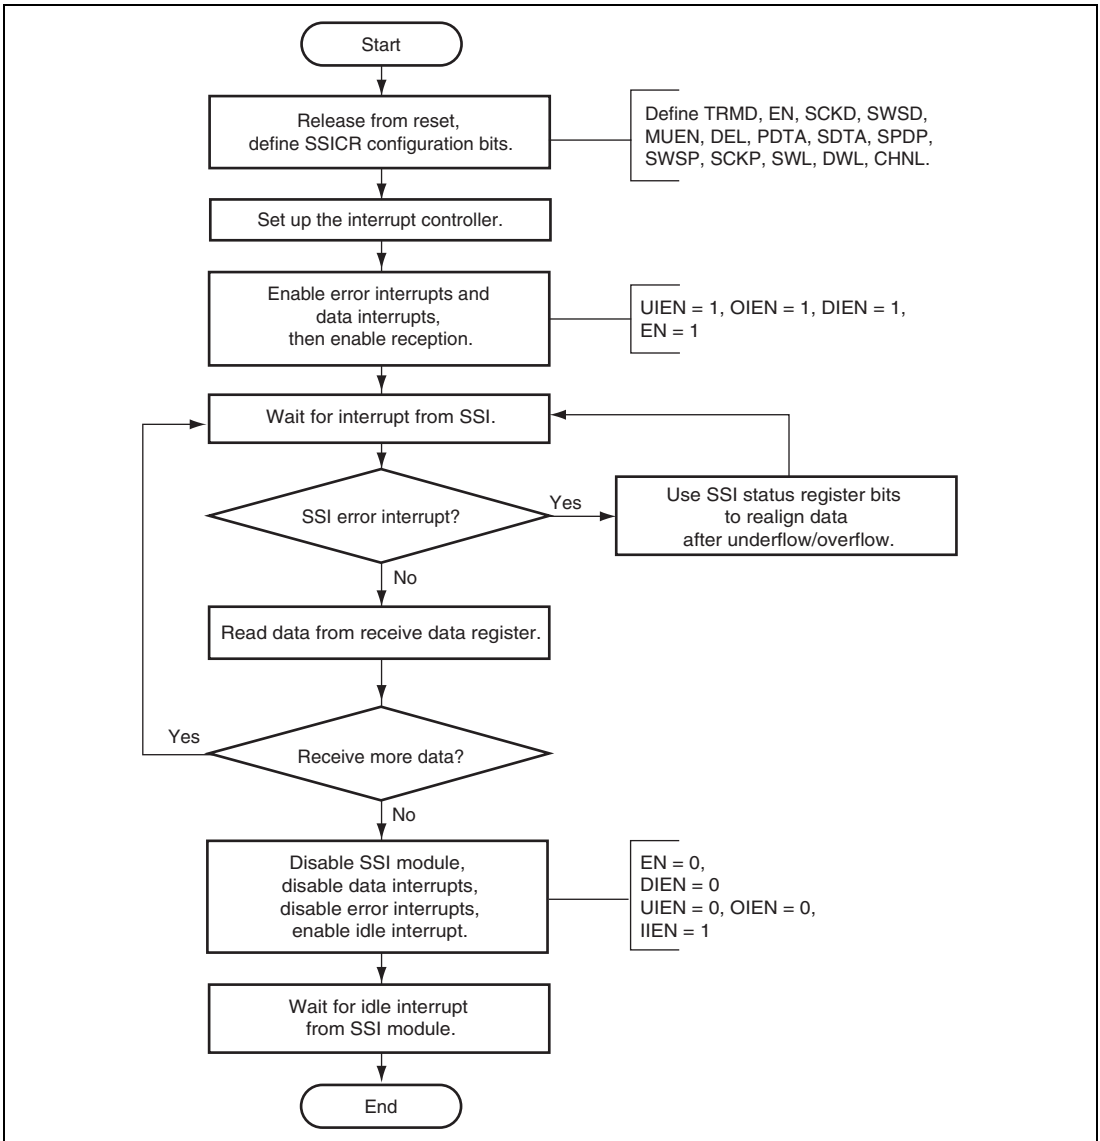 Start
Release from reset,
define SSICR configuration bits.
Define TRMD, EN, SCKD, SWSD,
MUEN, DEL, PDTA, SDTA, SPDP,
SWSP, SCKP, SWL, DWL, CHNL.
Set up the interrupt controller.
Enable error interrupts and
data interrupts,
then enable reception.
UIEN = 1, OIEN = 1, DIEN = 1,
EN = 1
Wait for interrupt from SSI.
SSI error interrupt?
Yes
Use SSI status register bits
to realign data
after underflow/overflow.
No
Read data from receive data register.
Yes
Receive more data?
No
Disable SSI module,
disable data interrupts,
disable error interrupts,
enable idle interrupt.
EN = 0,
DIEN = 0
UIEN = 0, OIEN = 0,
IIEN = 1
Wait for idle interrupt
from SSI module.
End